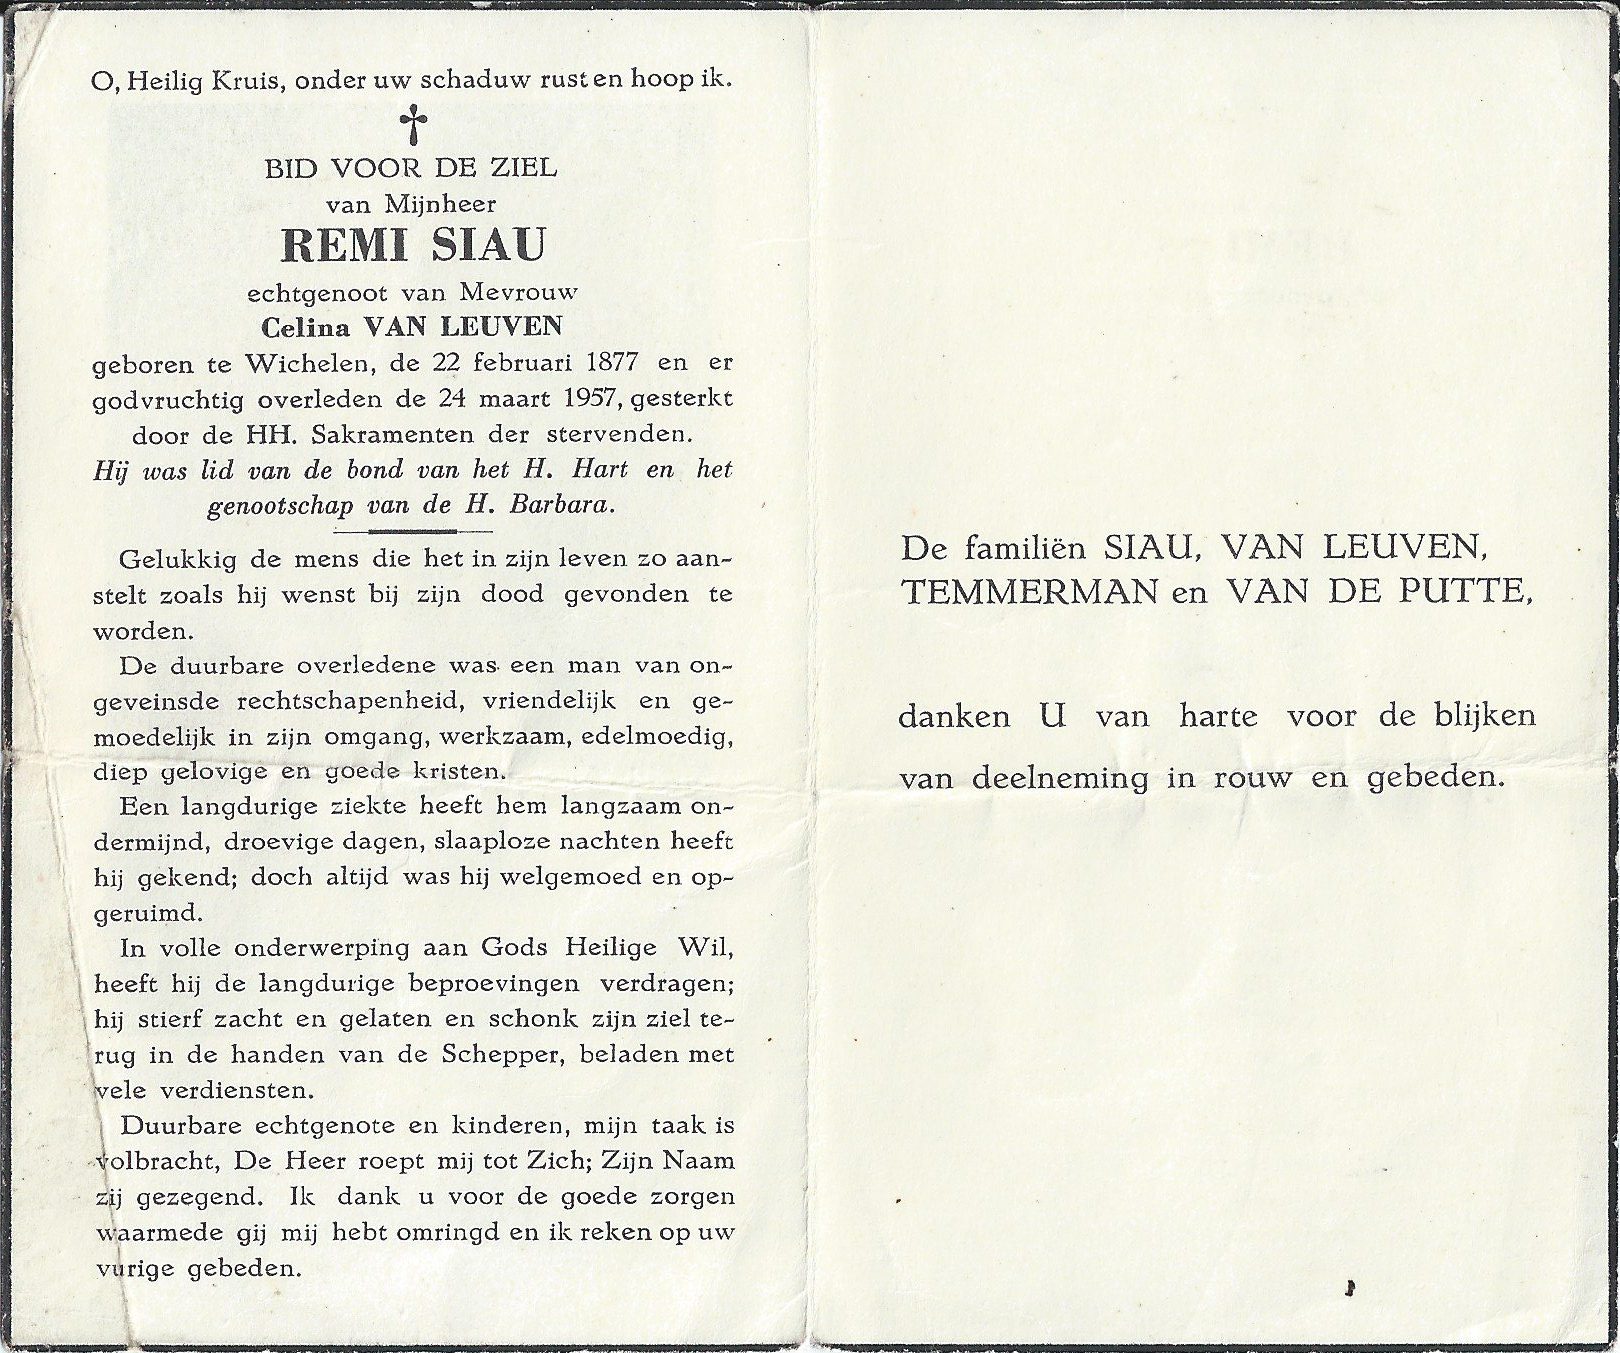 O, Heilig Kruis, onder uw schaduw rust en hoop ik.
BID VOOR DE ZIEL
van Mijnheer
REMI SIAU
echtgenoot van Mevrouw
Celina VAN LEUVEN
geboren te Wichelen, de 22 februari 1877 en er
godvruchtig overleden de 24 maart 1957, gesterkt
door de HH. Sakramenten der stervenden.
Hij was lid van de bond van het H. Hart en het
genootschap van de H. Barbara.
Gelukkig de mens die het in zijn leven zo aan-
stelt zoals hij wenst bij zijn dood gevonden te
worden.
De duurbare overledene was een man van on-
geveinsde rechtschapenheid, vriendelijk en ge-
moedelijk in zijn omgang, werkzaam, edelmoedig,
diep gelovige en goede kristen.
Een langdurige ziekte heeft hem langzaam on-
dermijnd, droevige dagen, slaaploze nachten heeft
hij gekend; doch altijd was hij welgemoed en op-
geruimd.
In volle onderwerping aan Gods Heilige Wil,
heeft hij de langdurige beproevingen verdragen;
hij stierf zacht en gelaten en schonk zijn ziel te-
rug in de handen van de Schepper, beladen met
vele verdiensten.
Duurbare echtgenote en kinderen, mijn taak is
volbracht, De Heer roept mij tot Zich; Zijn Naam
zij gezegend. Ik dank u voor de goede zorgen
waarmede gij mij hebt omringd en ik reken op uw
vurige gebeden.
De familiën SIAU, VAN LEUVEN,
TEMMERMAN en VAN DE PUTTE,
danken U van harte voor de blijken
van deelneming in rouw en gebeden.